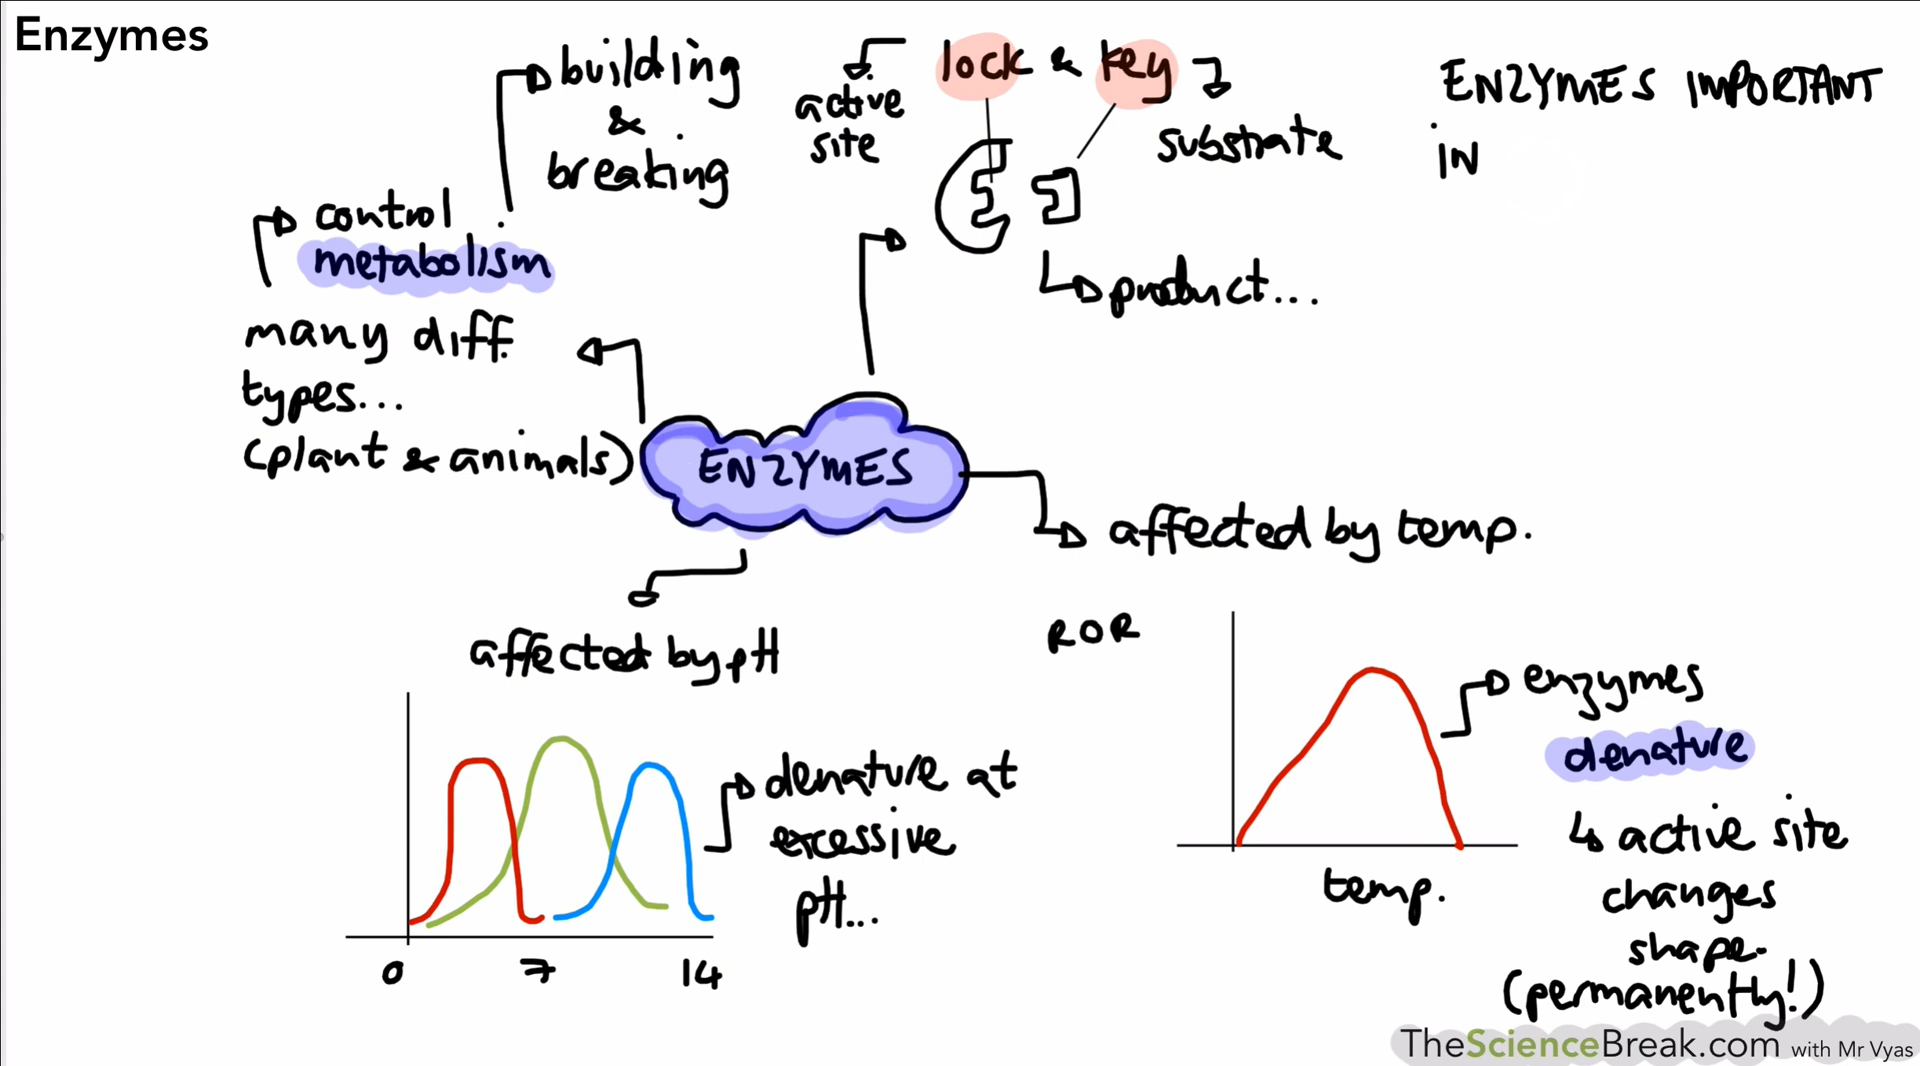 Enzymes
building
&
breaking
control
metabolism
many diff.
types...
(plant & animals)
lock & key
active
site
substrate
product...
ENZYMES IMPORTANT
IN
ENZYMES
affected by temp.
affected by pH
ROR
enzymes
denature
active site
changes
shape
(permanently!)
temp.
denature at
excessive
pH...
0 7 14
TheScienceBreak.com with Mr Vyas